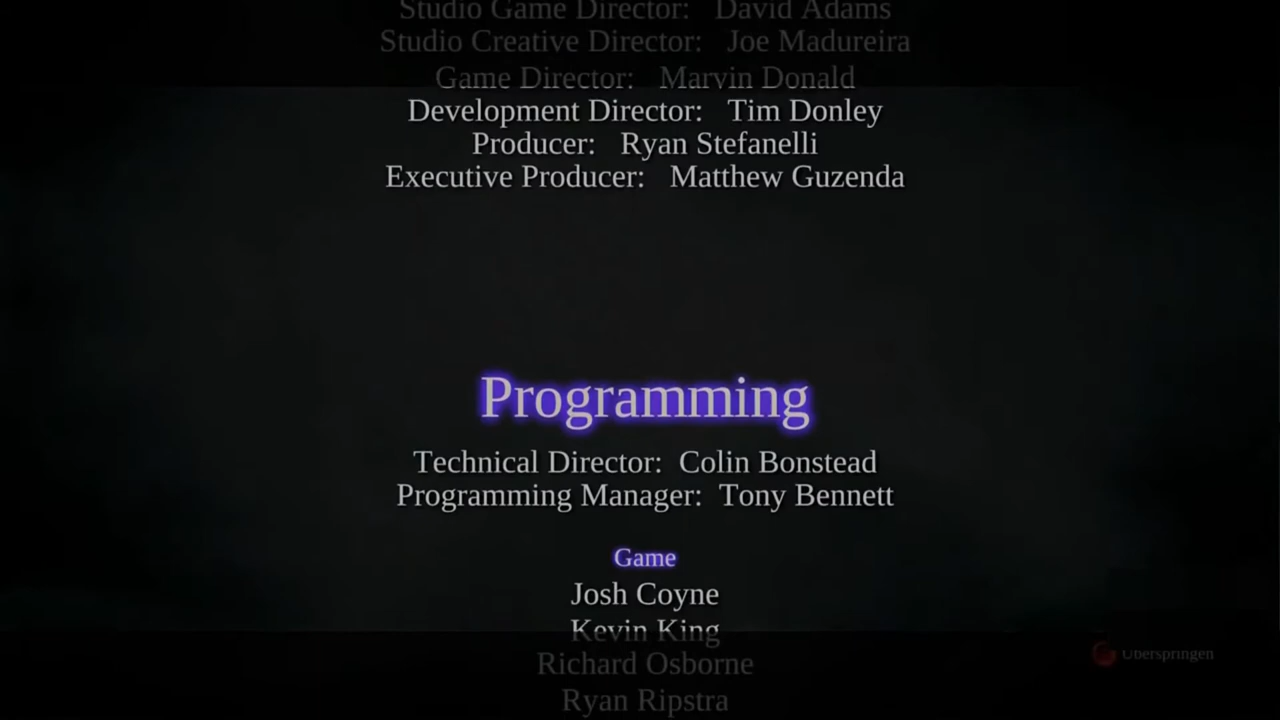 Studio Game Director: David Adams
Studio Creative Director: Joe Madureira
Game Director: Marvin Donald
Development Director: Tim Donley
Producer: Ryan Stefanelli
Executive Producer: Matthew Guzenda
Programming
Technical Director: Colin Bonstead
Programming Manager: Tony Bennett
Game
Josh Coyne
Kevin King
Richard Osborne
Überspringen
Ryan Ripstra